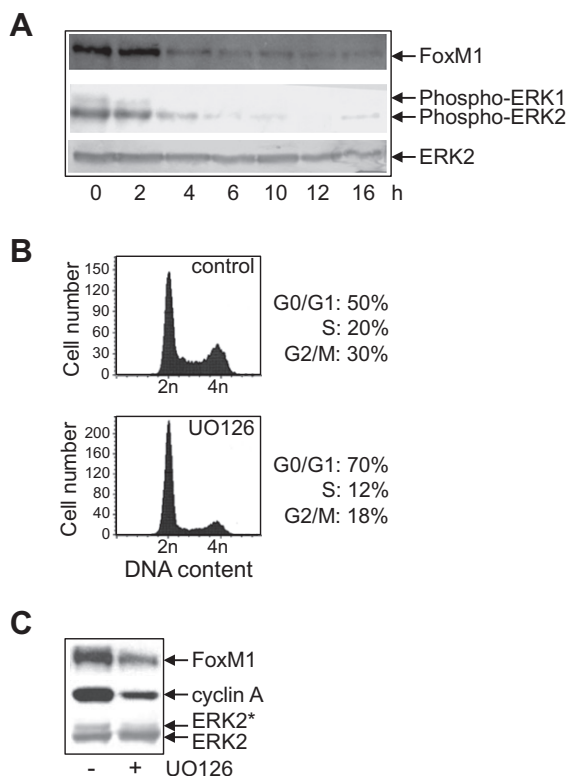 A
FoxM1
Phospho-ERK1
Phospho-ERK2
ERK2
0 2 4 6 10 12 16 h
B
Cell number
150
120
90
60
30
0
control
2n 4n
G0/G1: 50%
S: 20%
G2/M: 30%
Cell number
200
160
120
80
40
0
UO126
2n 4n
DNA content
G0/G1: 70%
S: 12%
G2/M: 18%
C
FoxM1
cyclin A
ERK2*
ERK2
- + UO126